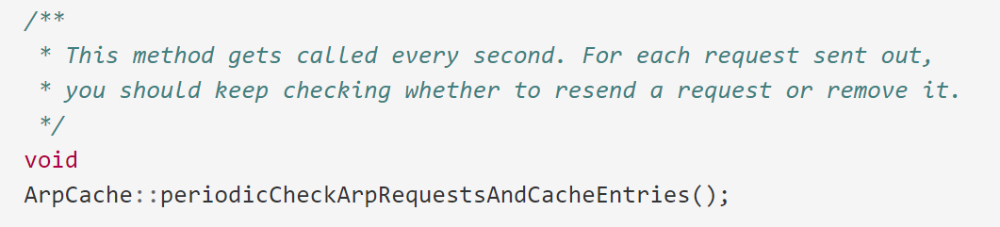 /**
 * This method gets called every second. For each request sent out,
 * you should keep checking whether to resend a request or remove it.
 */
void
ArpCache::periodicCheckArpRequestsAndCacheEntries();